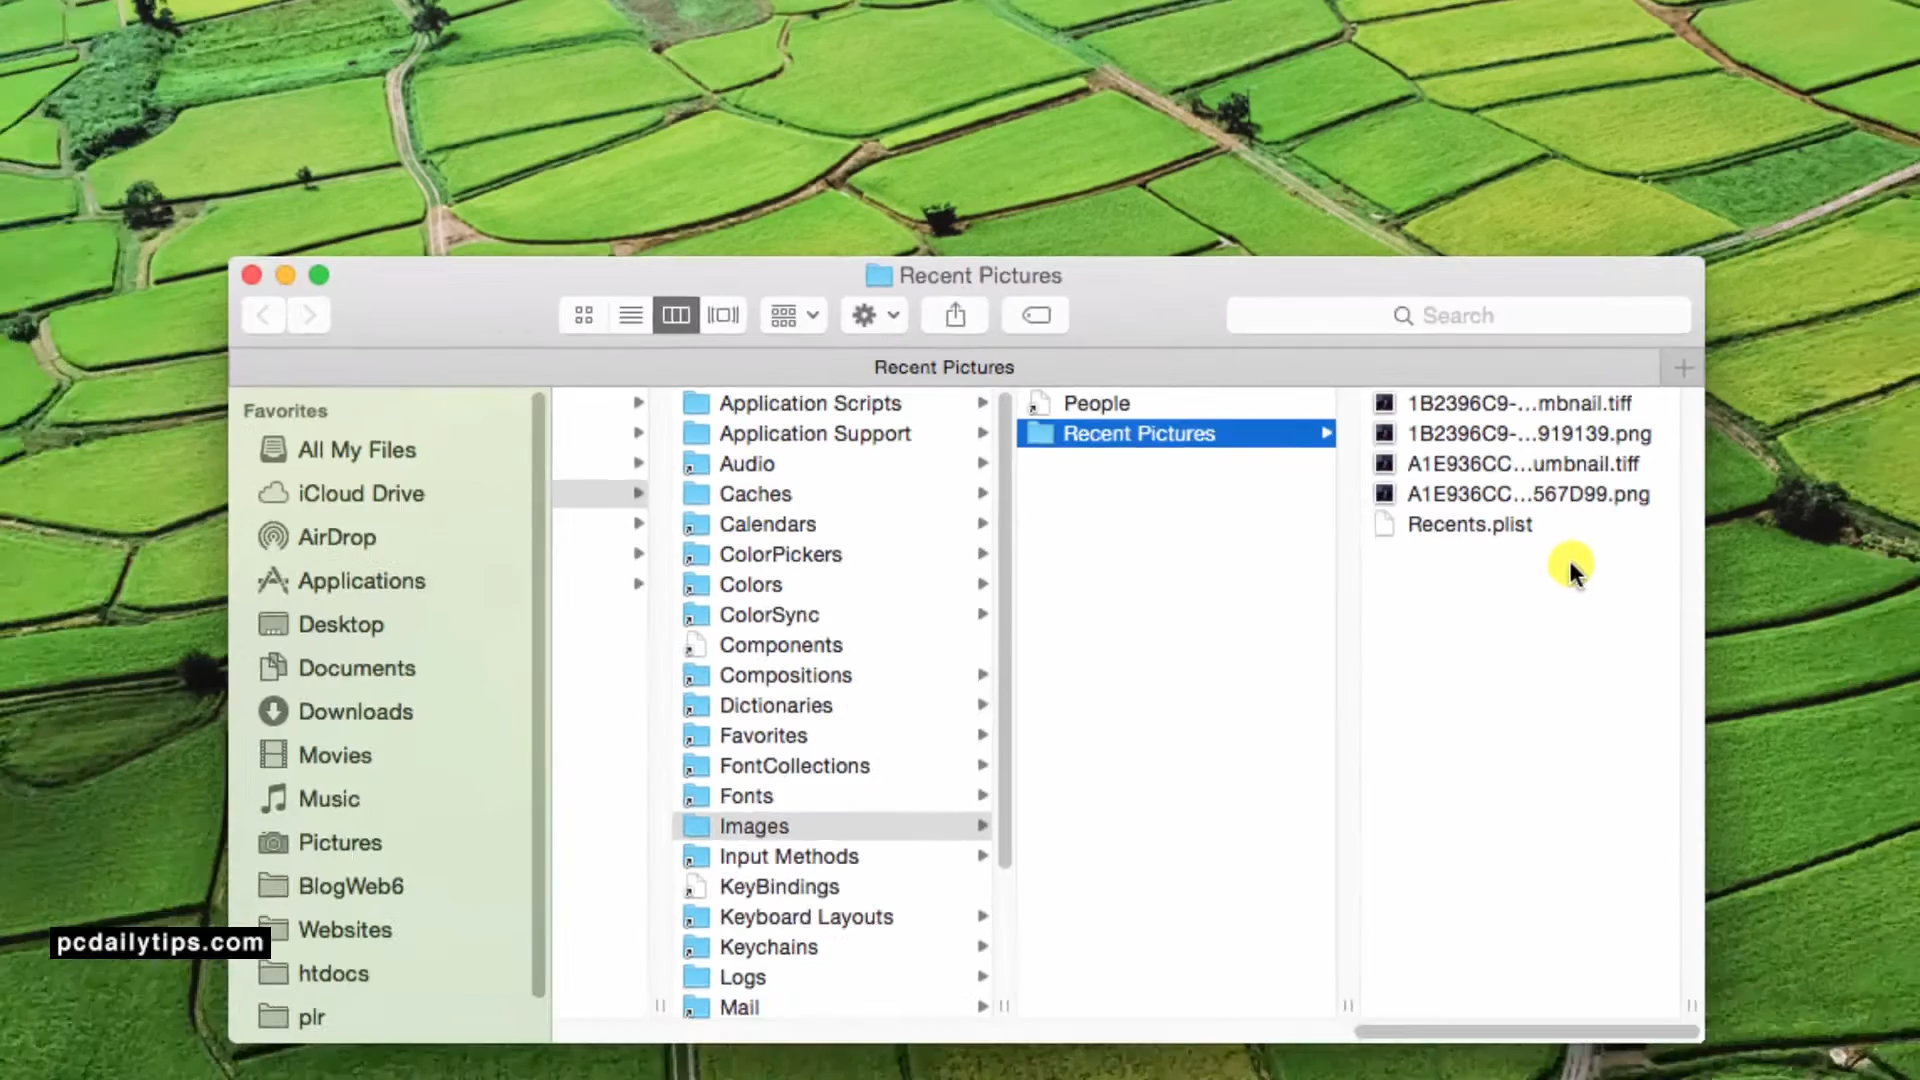 Recent Pictures
Search
Recent Pictures
Favorites
All My Files
iCloud Drive
AirDrop
Applications
Desktop
Documents
Downloads
Movies
Music
Pictures
BlogWeb6
Websites
htdocs
plr
Application Scripts
Application Support
Audio
Caches
Calendars
ColorPickers
Colors
ColorSync
Components
Compositions
Dictionaries
Favorites
FontCollections
Fonts
Images
Input Methods
KeyBindings
Keyboard Layouts
Keychains
Logs
Mail
People
Recent Pictures
1B2396C9-...mbnail.tiff
1B2396C9-...919139.png
A1E936CC...umbnail.tiff
A1E936CC...567D99.png
Recents.plist
pcdailytips.com